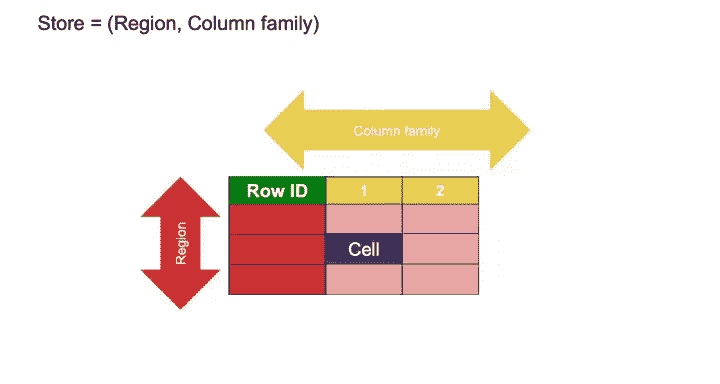 Store = (Region, Column family)
Column family
Row ID 1 2
Region
Cell